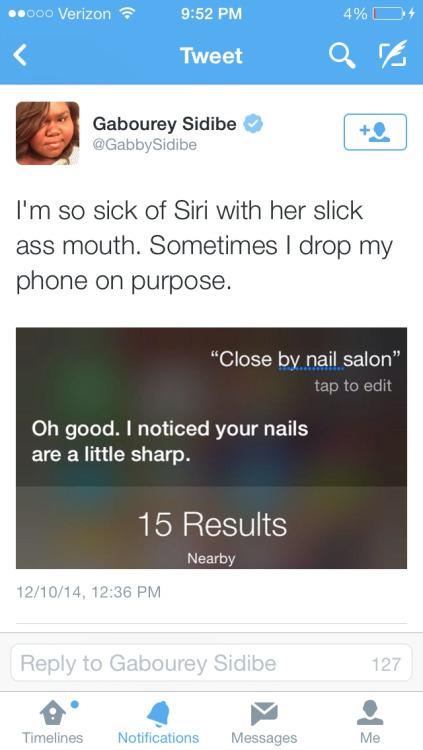 Verizon 9:52 PM 4%
Tweet
Gabourey Sidibe
@GabbySidibe
I'm so sick of Siri with her slick
ass mouth. Sometimes I drop my
phone on purpose.
“Close by nail salon”
tap to edit
Oh good. I noticed your nails
are a little sharp.
15 Results
Nearby
12/10/14, 12:36 PM
Reply to Gabourey Sidibe 127
Timelines Notifications Messages Me